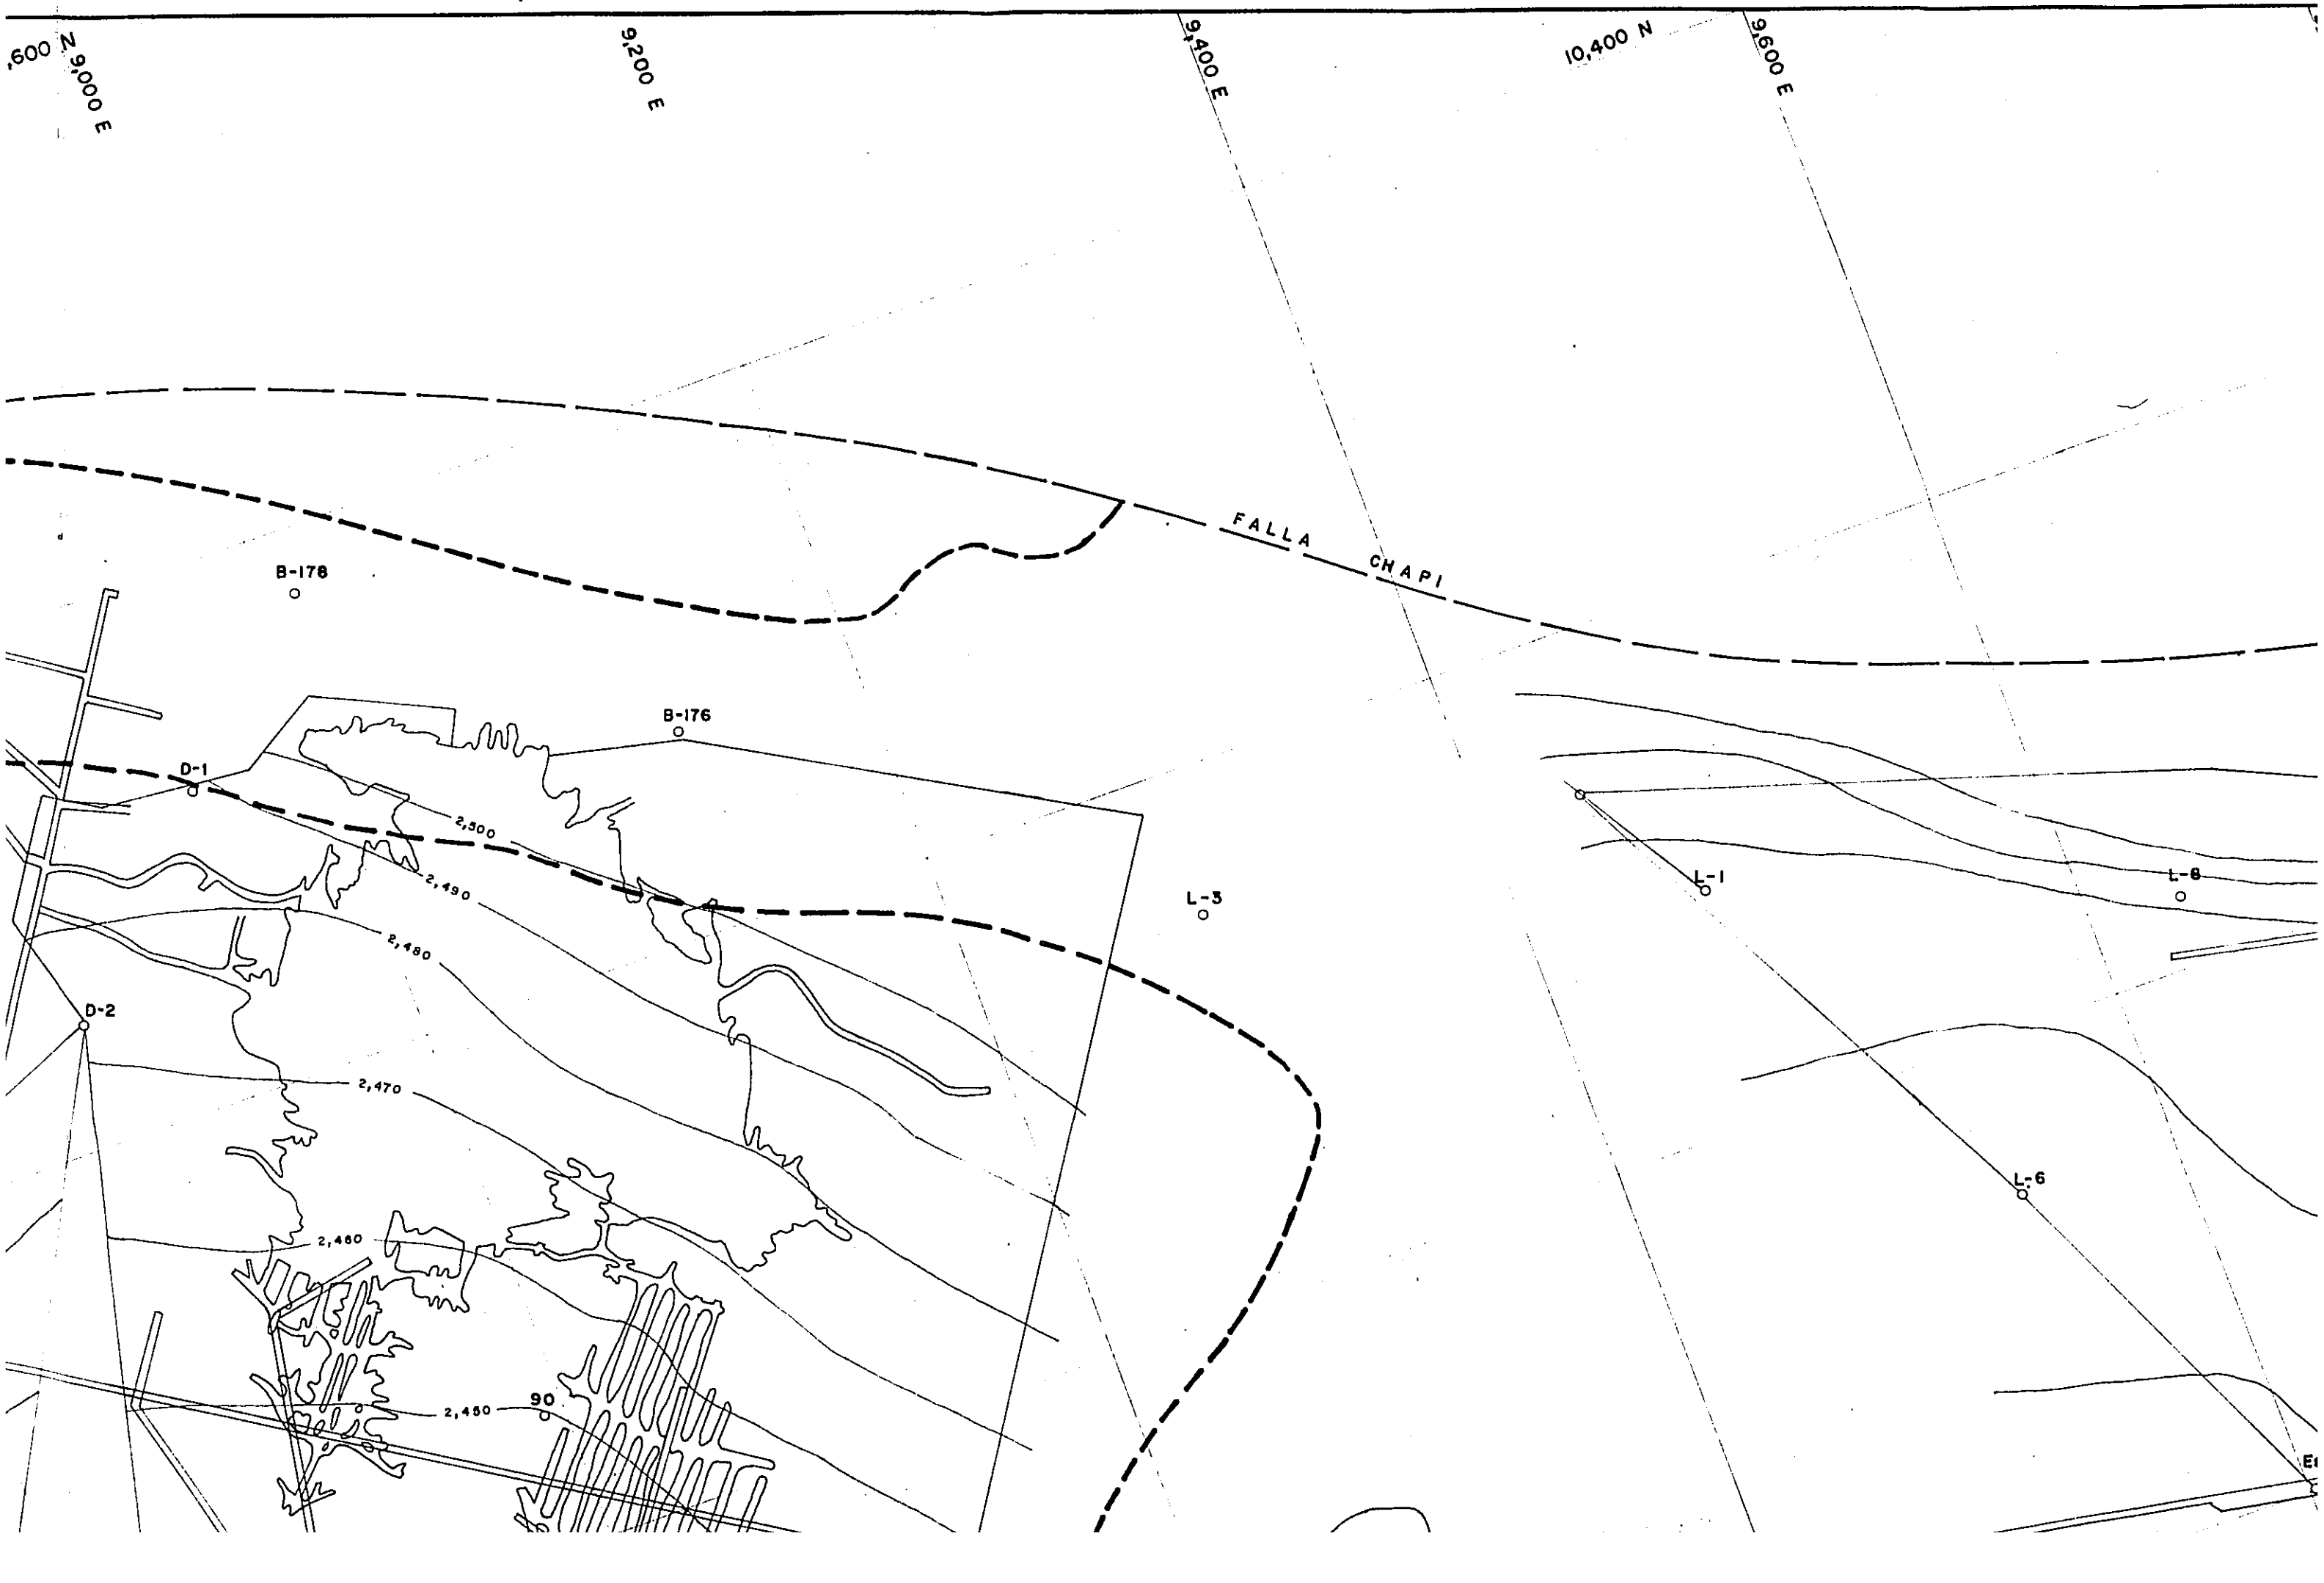 ,600 N
9,000 E
9,200 E
9,400 E
10,400 N
9,600 E
FALLA CHAPI
B-178
B-176
D-1
2,500
L-1
L-8
2,490
L-3
2,480
D-2
2,470
L-6
2,460
90
2,450